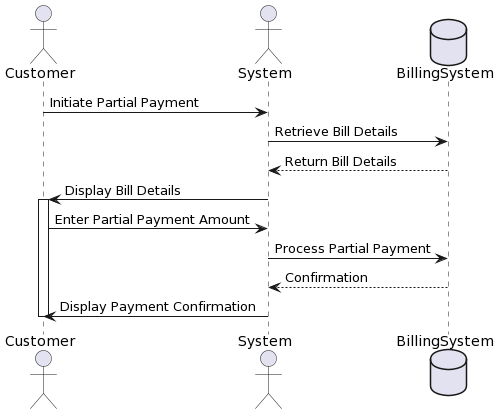 Customer System BillingSystem
Initiate Partial Payment
Retrieve Bill Details
Return Bill Details
Display Bill Details
Enter Partial Payment Amount
Process Partial Payment
Confirmation
Display Payment Confirmation
Customer System BillingSystem